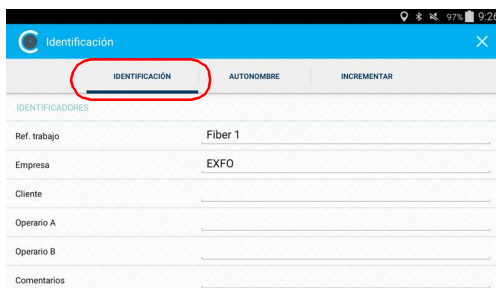 97% 9:26
Identificación
IDENTIFICACIÓN AUTONOMBRE INCREMENTAR
IDENTIFICADORES
Ref. trabajo Fiber 1
Empresa EXFO
Cliente
Operario A
Operario B
Comentarios